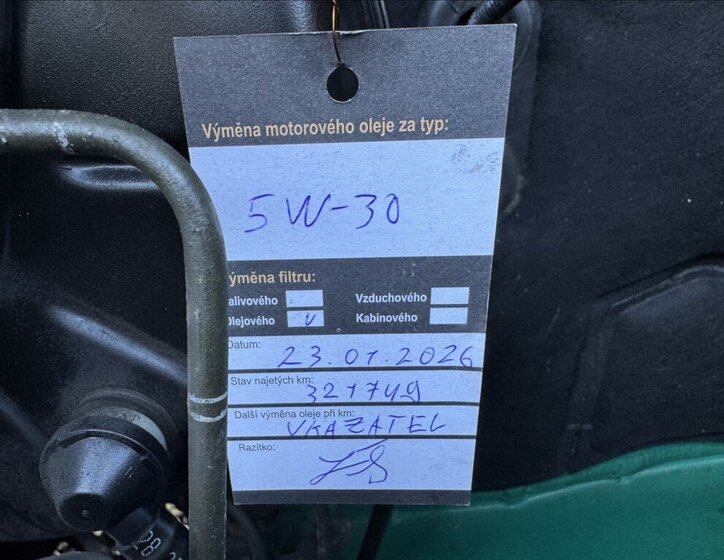 Výměna motorového oleje za typ:
5W-30
ýměna filtru:
alivového Vzduchového
Olejového v Kabinového
Datum: 23.01.2026
Stav najetých km: 321749
Další výměna oleje při km:
UKAZATEL
Razítko: